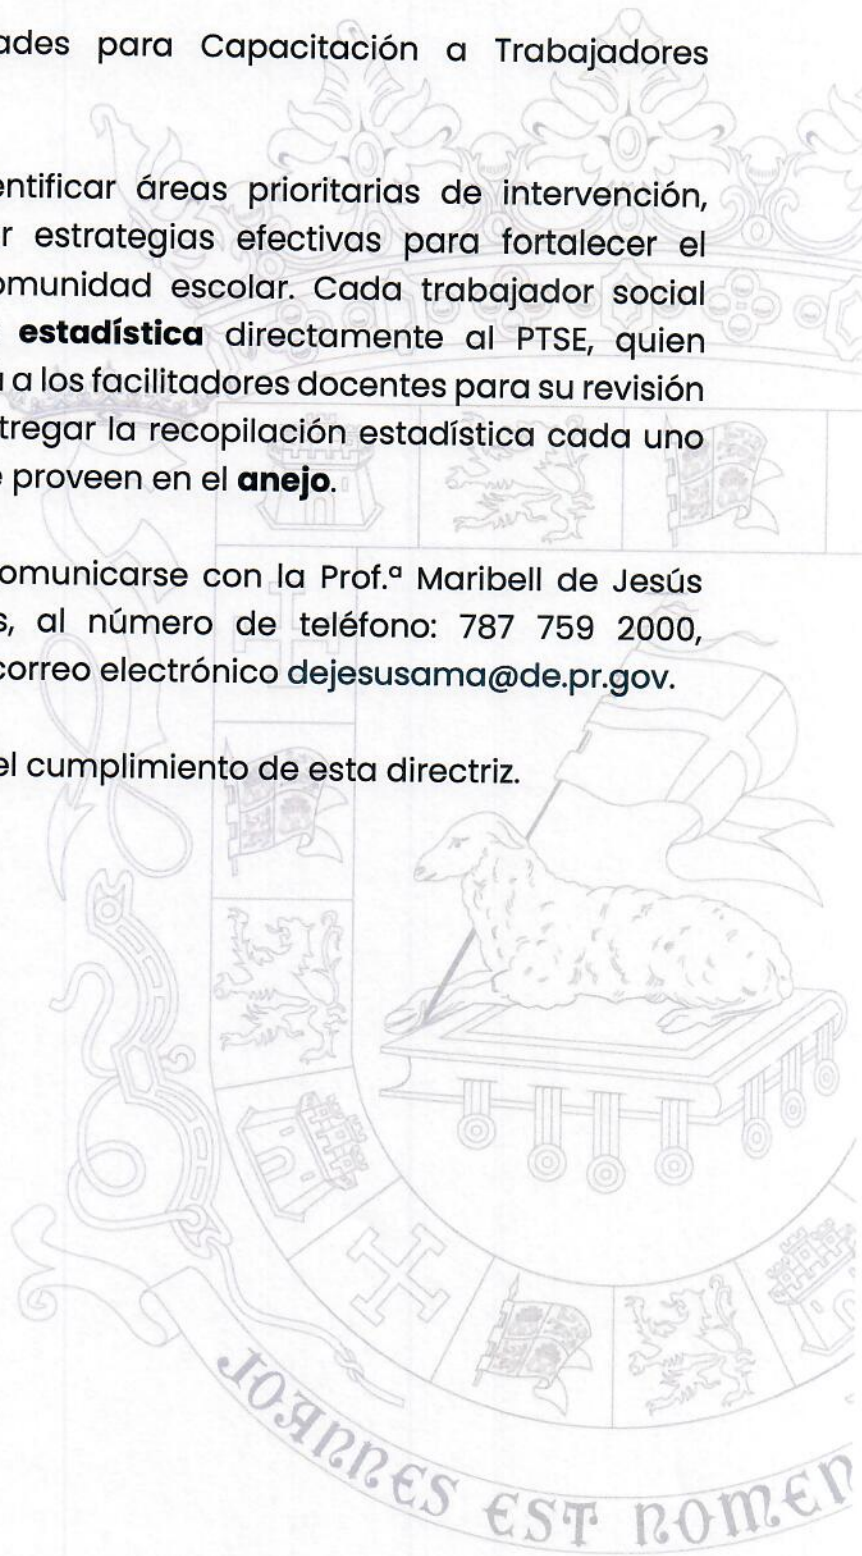 ades para Capacitación a Trabajadores
entificar áreas prioritarias de intervención,
r estrategias efectivas para fortalecer el
omunidad escolar. Cada trabajador social
estadística directamente al PTSE, quien
a a los facilitadores docentes para su revisión
tregar la recopilación estadística cada uno
e proveen en el anejo.
omunicarse con la Prof.ª Maribell de Jesús
s, al número de teléfono: 787 759 2000,
correo electrónico dejesusama@de.pr.gov.
el cumplimiento de esta directriz.
JOANNES EST NOMEN